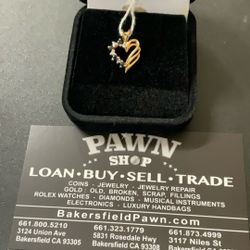 PAWN
SHOP
LOAN • BUY • SELL • TRADE
COINS - JEWELRY - JEWELRY REPAIR
GOLD: OLD, BROKEN, SCRAP, FILLINGS
ROLEX WATCHES - DIAMONDS - MUSICAL INSTRUMENTS
ELECTRONICS - LUXURY HANDBAGS
BakersfieldPawn.com
661.800.5210 661.323.1779 661.873.4999
3124 Union Ave 5831 Rosedale Hwy 3117 Niles St
Bakersfield CA 93305 Bakersfield CA 93308 Bakersfield CA